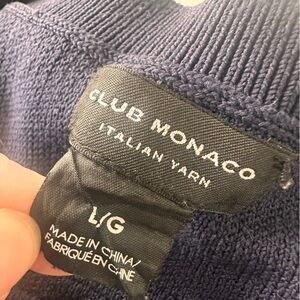 CLUB MONACO
ITALIAN YARN
L/G
MADE IN CHINA/
FABRIQUÉ EN CHINE